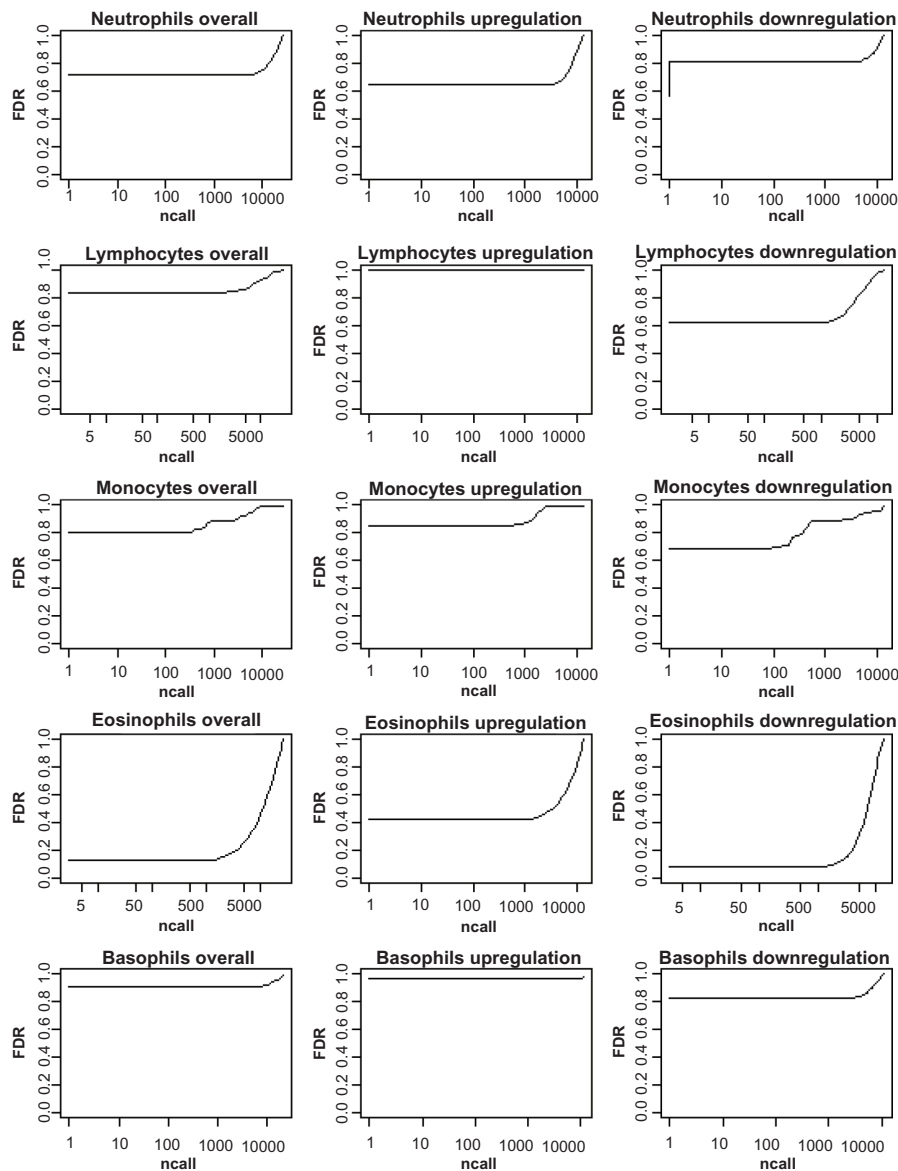 Neutrophils overall
FDR
0.0 0.2 0.4 0.6 0.8 1.0
1 10 100 1000 10000
ncall
Neutrophils upregulation
FDR
0.0 0.2 0.4 0.6 0.8 1.0
1 10 100 1000 10000
ncall
Neutrophils downregulation
FDR
0.0 0.2 0.4 0.6 0.8 1.0
1 10 100 1000 10000
ncall
Lymphocytes overall
FDR
0.0 0.2 0.4 0.6 0.8 1.0
5 50 500 5000
ncall
Lymphocytes upregulation
FDR
0.0 0.2 0.4 0.6 0.8 1.0
1 10 100 1000 10000
ncall
Lymphocytes downregulation
FDR
0.0 0.2 0.4 0.6 0.8 1.0
5 50 500 5000
ncall
Monocytes overall
FDR
0.0 0.2 0.4 0.6 0.8 1.0
1 10 100 1000 10000
ncall
Monocytes upregulation
FDR
0.0 0.2 0.4 0.6 0.8 1.0
1 10 100 1000 10000
ncall
Monocytes downregulation
FDR
0.0 0.2 0.4 0.6 0.8 1.0
1 10 100 1000 10000
ncall
Eosinophils overall
FDR
0.0 0.2 0.4 0.6 0.8 1.0
5 50 500 5000
ncall
Eosinophils upregulation
FDR
0.0 0.2 0.4 0.6 0.8 1.0
1 10 100 1000 10000
ncall
Eosinophils downregulation
FDR
0.0 0.2 0.4 0.6 0.8 1.0
5 50 500 5000
ncall
Basophils overall
FDR
0.0 0.2 0.4 0.6 0.8 1.0
1 10 100 1000 10000
ncall
Basophils upregulation
FDR
0.0 0.2 0.4 0.6 0.8 1.0
1 10 100 1000 10000
ncall
Basophils downregulation
FDR
0.0 0.2 0.4 0.6 0.8 1.0
1 10 100 1000 10000
ncall